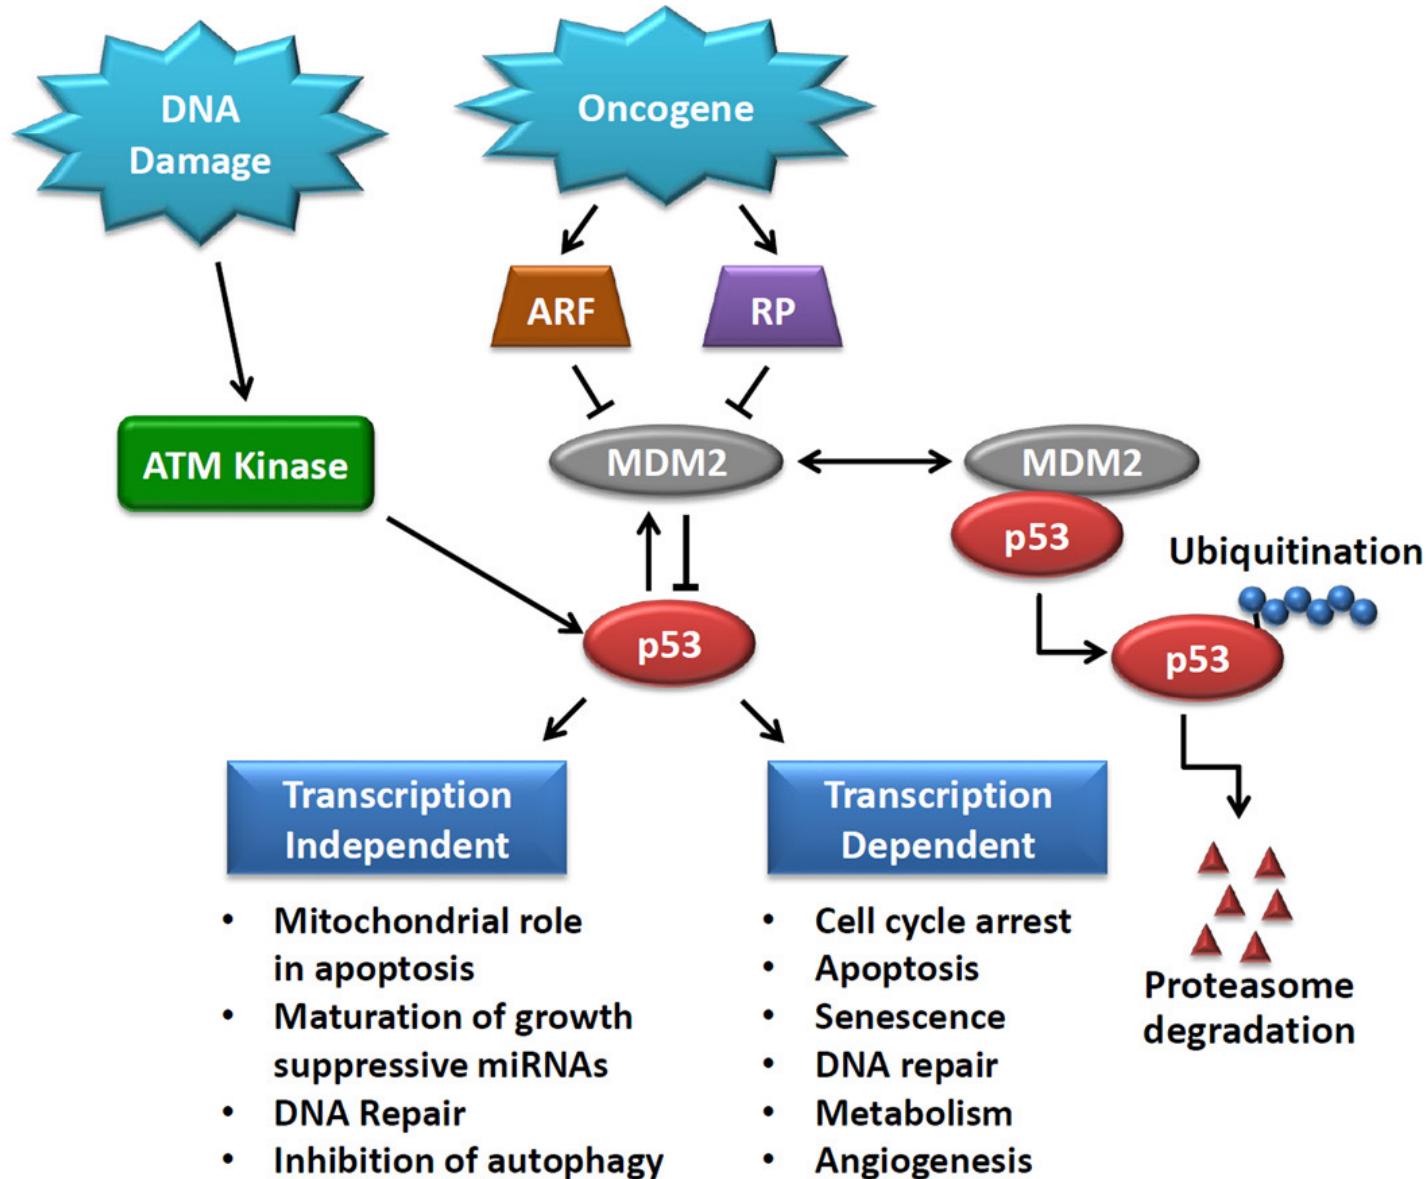 DNA
Damage
Oncogene
ARF
RP
ATM Kinase
MDM2
MDM2
p53
Ubiquitination
p53
p53
Transcription
Independent
• Mitochondrial role
in apoptosis
• Maturation of growth
suppressive miRNAs
• DNA Repair
• Inhibition of autophagy
Transcription
Dependent
• Cell cycle arrest
• Apoptosis
• Senescence
• DNA repair
• Metabolism
• Angiogenesis
Proteasome
degradation